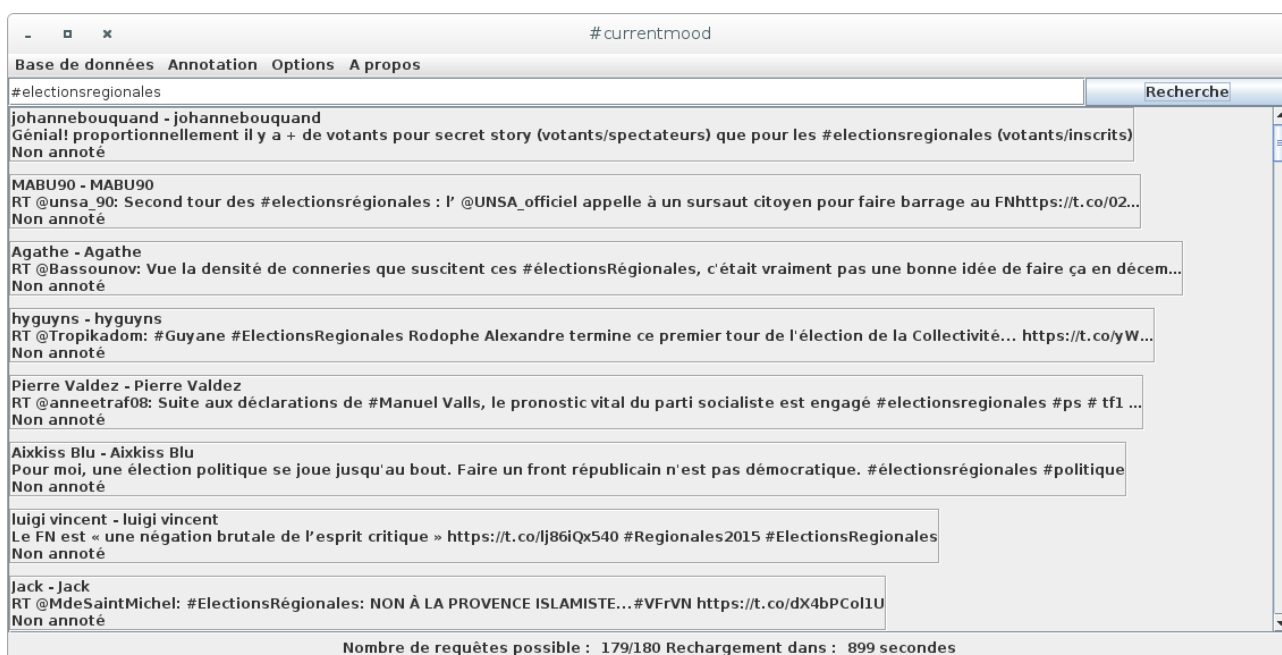 #currentmood
Base de données Annotation Options A propos
#electionsregionales Recherche
johannebouquand - johannebouquand
Génial! proportionnellement il y a + de votants pour secret story (votants/spectateurs) que pour les #electionsregionales (votants/inscrits)
Non annoté
MABU90 - MABU90
RT @unsa_90: Second tour des #electionsrégionales : l’ @UNSA_officiel appelle à un sursaut citoyen pour faire barrage au FNhttps://t.co/02...
Non annoté
Agathe - Agathe
RT @Bassounov: Vue la densité de conneries que suscitent ces #électionsRégionales, c'était vraiment pas une bonne idée de faire ça en décem...
Non annoté
hyguyns - hyguyns
RT @Tropikadom: #Guyane #ElectionsRegionales Rodophe Alexandre termine ce premier tour de l'élection de la Collectivité... https://t.co/yW...
Non annoté
Pierre Valdez - Pierre Valdez
RT @anneetraf08: Suite aux déclarations de #Manuel Valls, le pronostic vital du parti socialiste est engagé #electionsregionales #ps # tf1 ...
Non annoté
Aixkiss Blu - Aixkiss Blu
Pour moi, une élection politique se joue jusqu'au bout. Faire un front républicain n'est pas démocratique. #électionsrégionales #politique
Non annoté
luigi vincent - luigi vincent
Le FN est « une négation brutale de l’esprit critique » https://t.co/lj86iQx540 #Regionales2015 #ElectionsRegionales
Non annoté
Jack - Jack
RT @MdeSaintMichel: #ElectionsRégionales: NON À LA PROVENCE ISLAMISTE...#VFrVN https://t.co/dX4bPCol1U
Non annoté
Nombre de requêtes possible : 179/180 Rechargement dans : 899 secondes